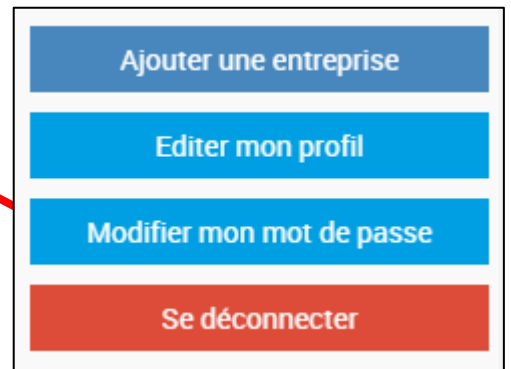 Ajouter une entreprise
Editer mon profil
Modifier mon mot de passe
Se déconnecter